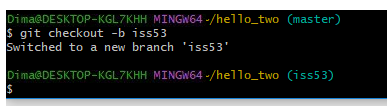 Dima@DESKTOP-KGL7KHH MINGW64 ~/hello_two (master)
$ git checkout -b iss53
Switched to a new branch 'iss53'
Dima@DESKTOP-KGL7KHH MINGW64 ~/hello_two (iss53)
$